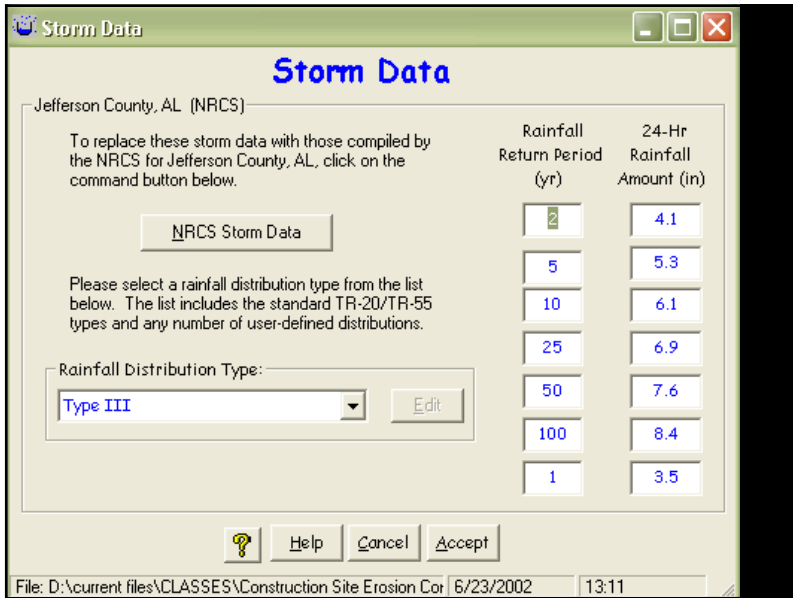 Storm Data
Storm Data
Jefferson County, AL (NRCS)
To replace these storm data with those compiled by
the NRCS for Jefferson County, AL, click on the
command button below.
NRCS Storm Data
Please select a rainfall distribution type from the list
below. The list includes the standard TR-20/TR-55
types and any number of user-defined distributions.
Rainfall Distribution Type:
Type III
Edit
Rainfall 24-Hr
Return Period Rainfall
(yr) Amount (in)
2 4.1
5 5.3
10 6.1
25 6.9
50 7.6
100 8.4
1 3.5
? Help Cancel Accept
File: D:\current files\CLASSES\Construction Site Erosion Cor 6/23/2002 13:11